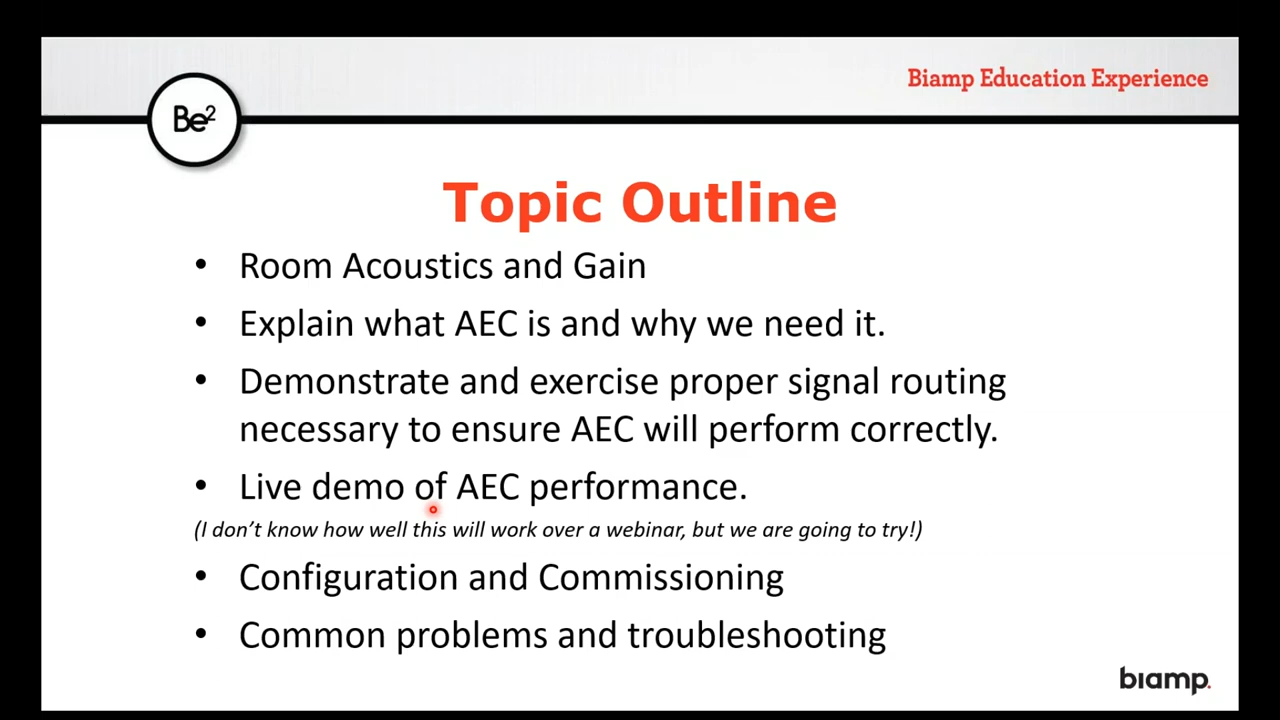 Biamp Education Experience
Be²
Topic Outline
• Room Acoustics and Gain
• Explain what AEC is and why we need it.
• Demonstrate and exercise proper signal routing
necessary to ensure AEC will perform correctly.
• Live demo of AEC performance.
(I don’t know how well this will work over a webinar, but we are going to try!)
• Configuration and Commissioning
• Common problems and troubleshooting
biamp.